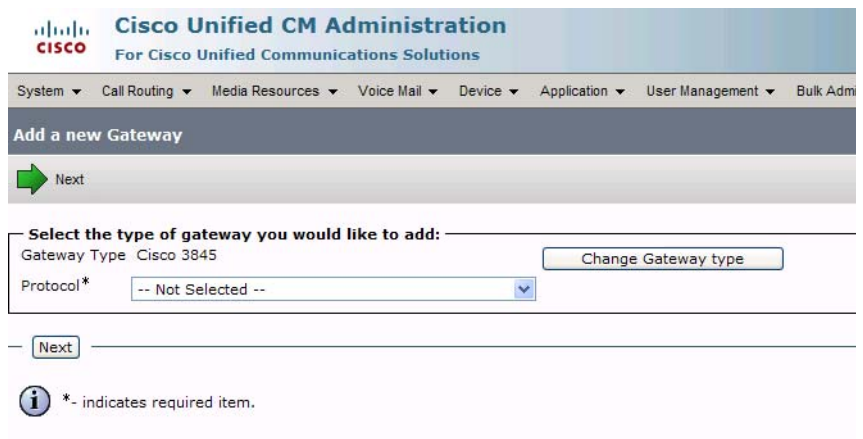 CISCO
Cisco Unified CM Administration
For Cisco Unified Communications Solutions
System Call Routing Media Resources Voice Mail Device Application User Management Bulk Admi
Add a new Gateway
Next
Select the type of gateway you would like to add:
Gateway Type Cisco 3845 Change Gateway type
Protocol* -- Not Selected --
Next
i *- indicates required item.